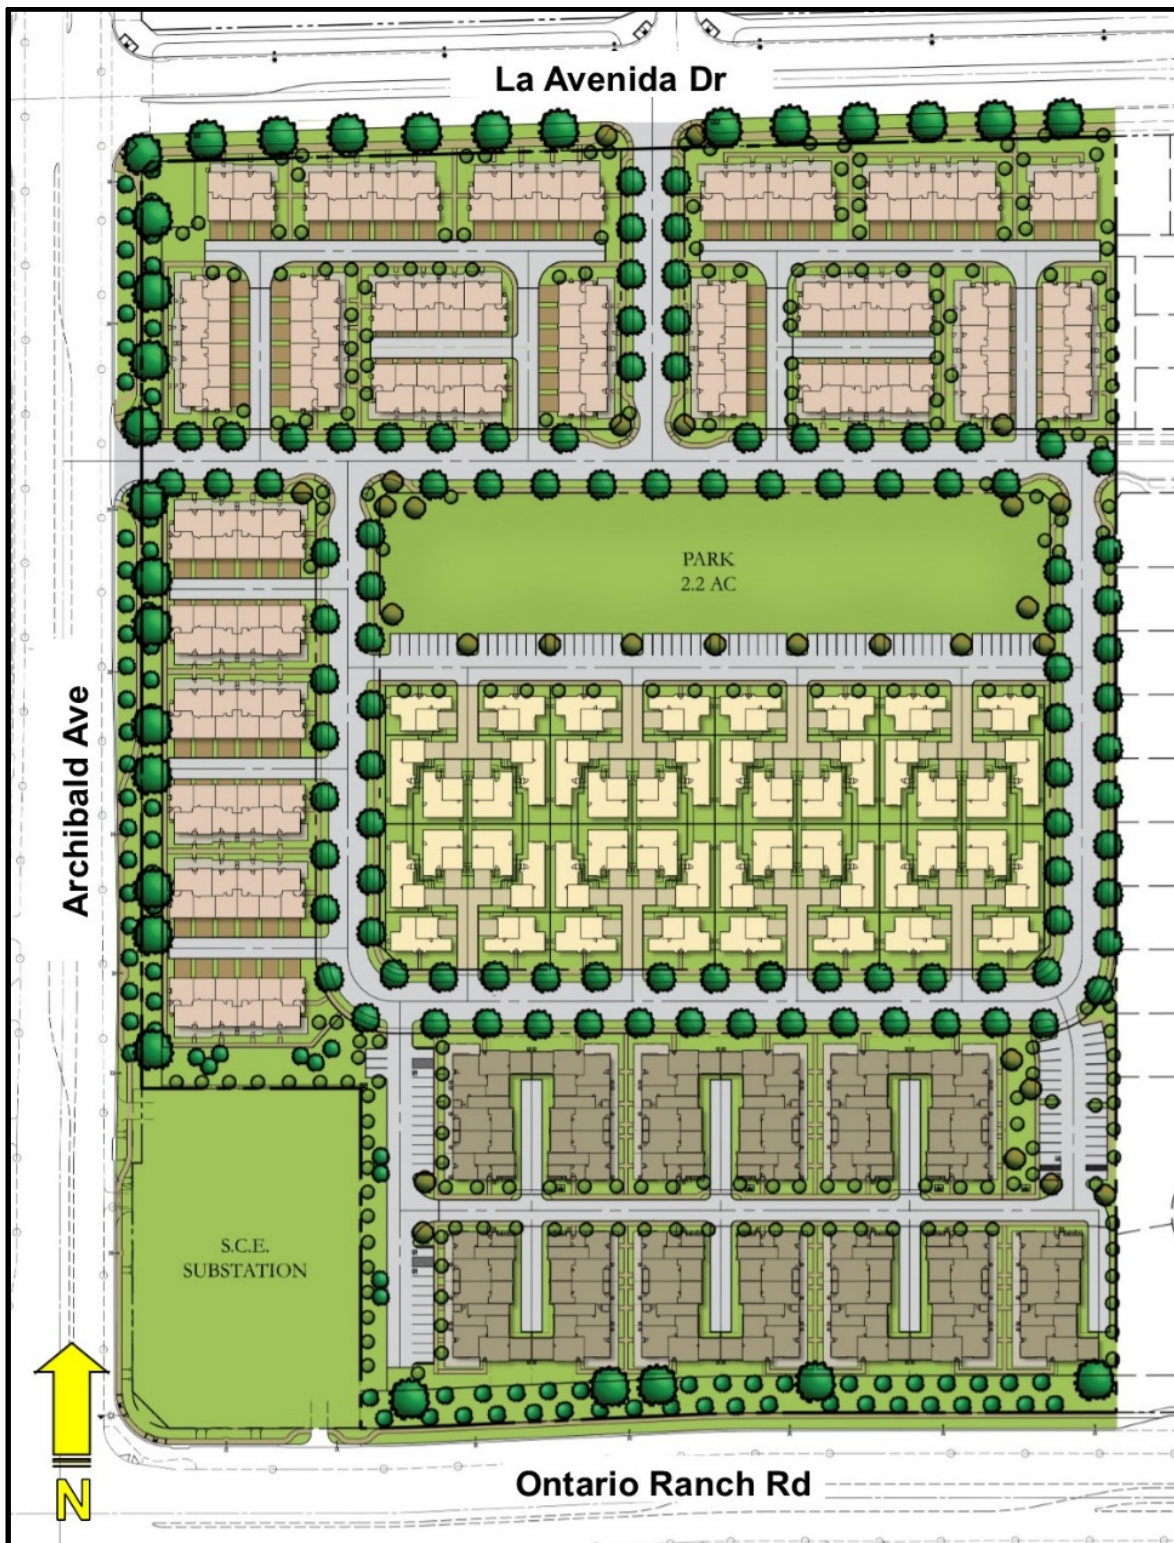 La Avenida Dr
PARK
2.2 AC
Archibald Ave
S.C.E.
SUBSTATION
N
Ontario Ranch Rd